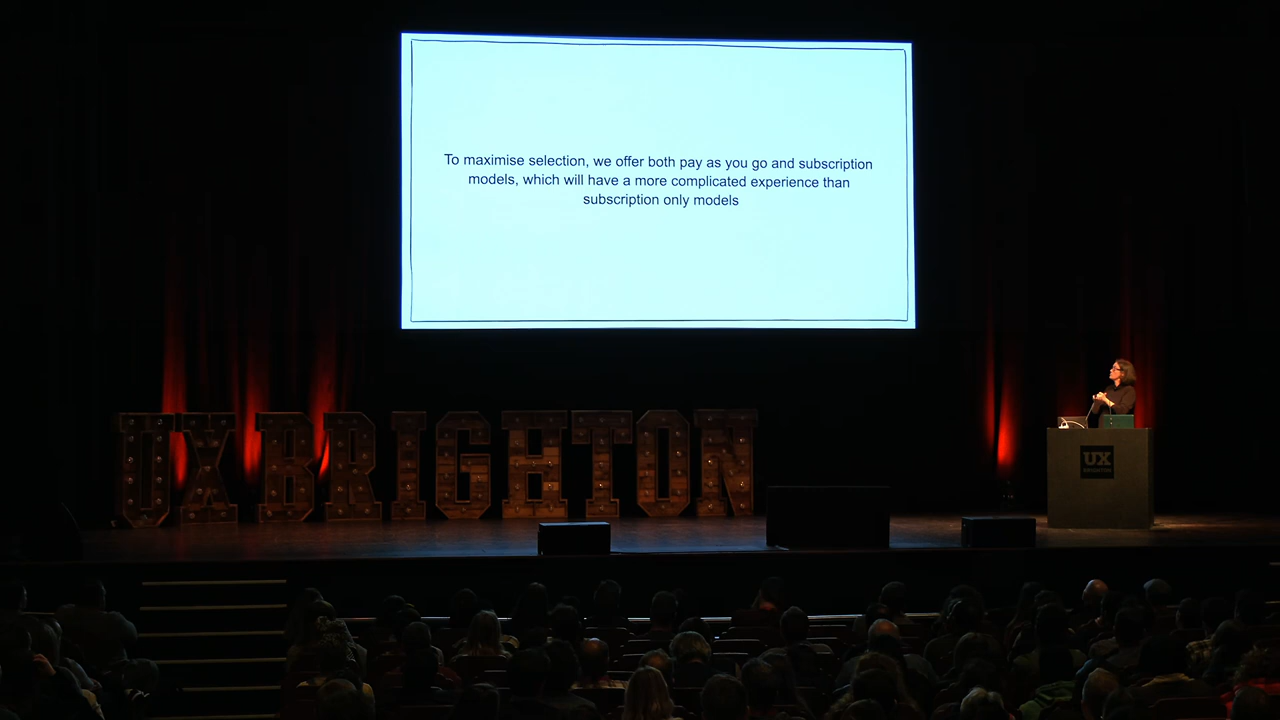 To maximise selection, we offer both pay as you go and subscription
models, which will have a more complicated experience than
subscription only models
UXBRIGHTON
UX
BRIGHTON